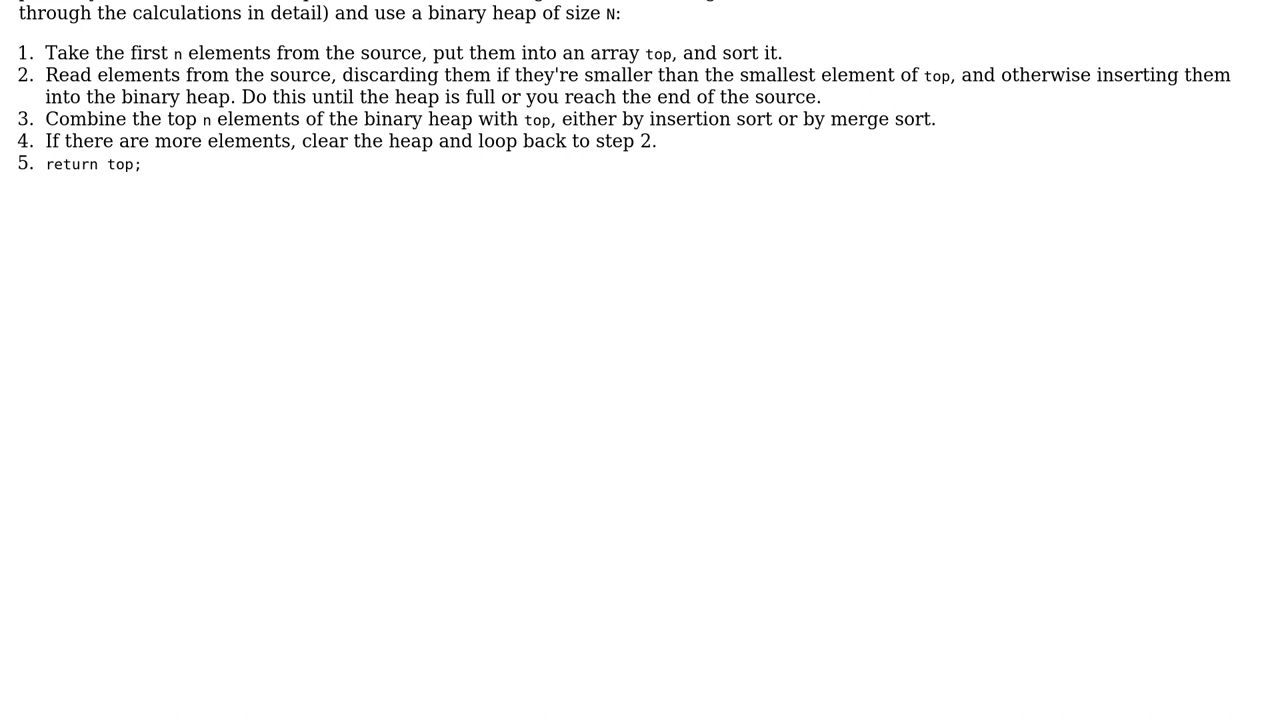 through the calculations in detail) and use a binary heap of size N:
1. Take the first n elements from the source, put them into an array top, and sort it.
2. Read elements from the source, discarding them if they're smaller than the smallest element of top, and otherwise inserting them
into the binary heap. Do this until the heap is full or you reach the end of the source.
3. Combine the top n elements of the binary heap with top, either by insertion sort or by merge sort.
4. If there are more elements, clear the heap and loop back to step 2.
5. return top;